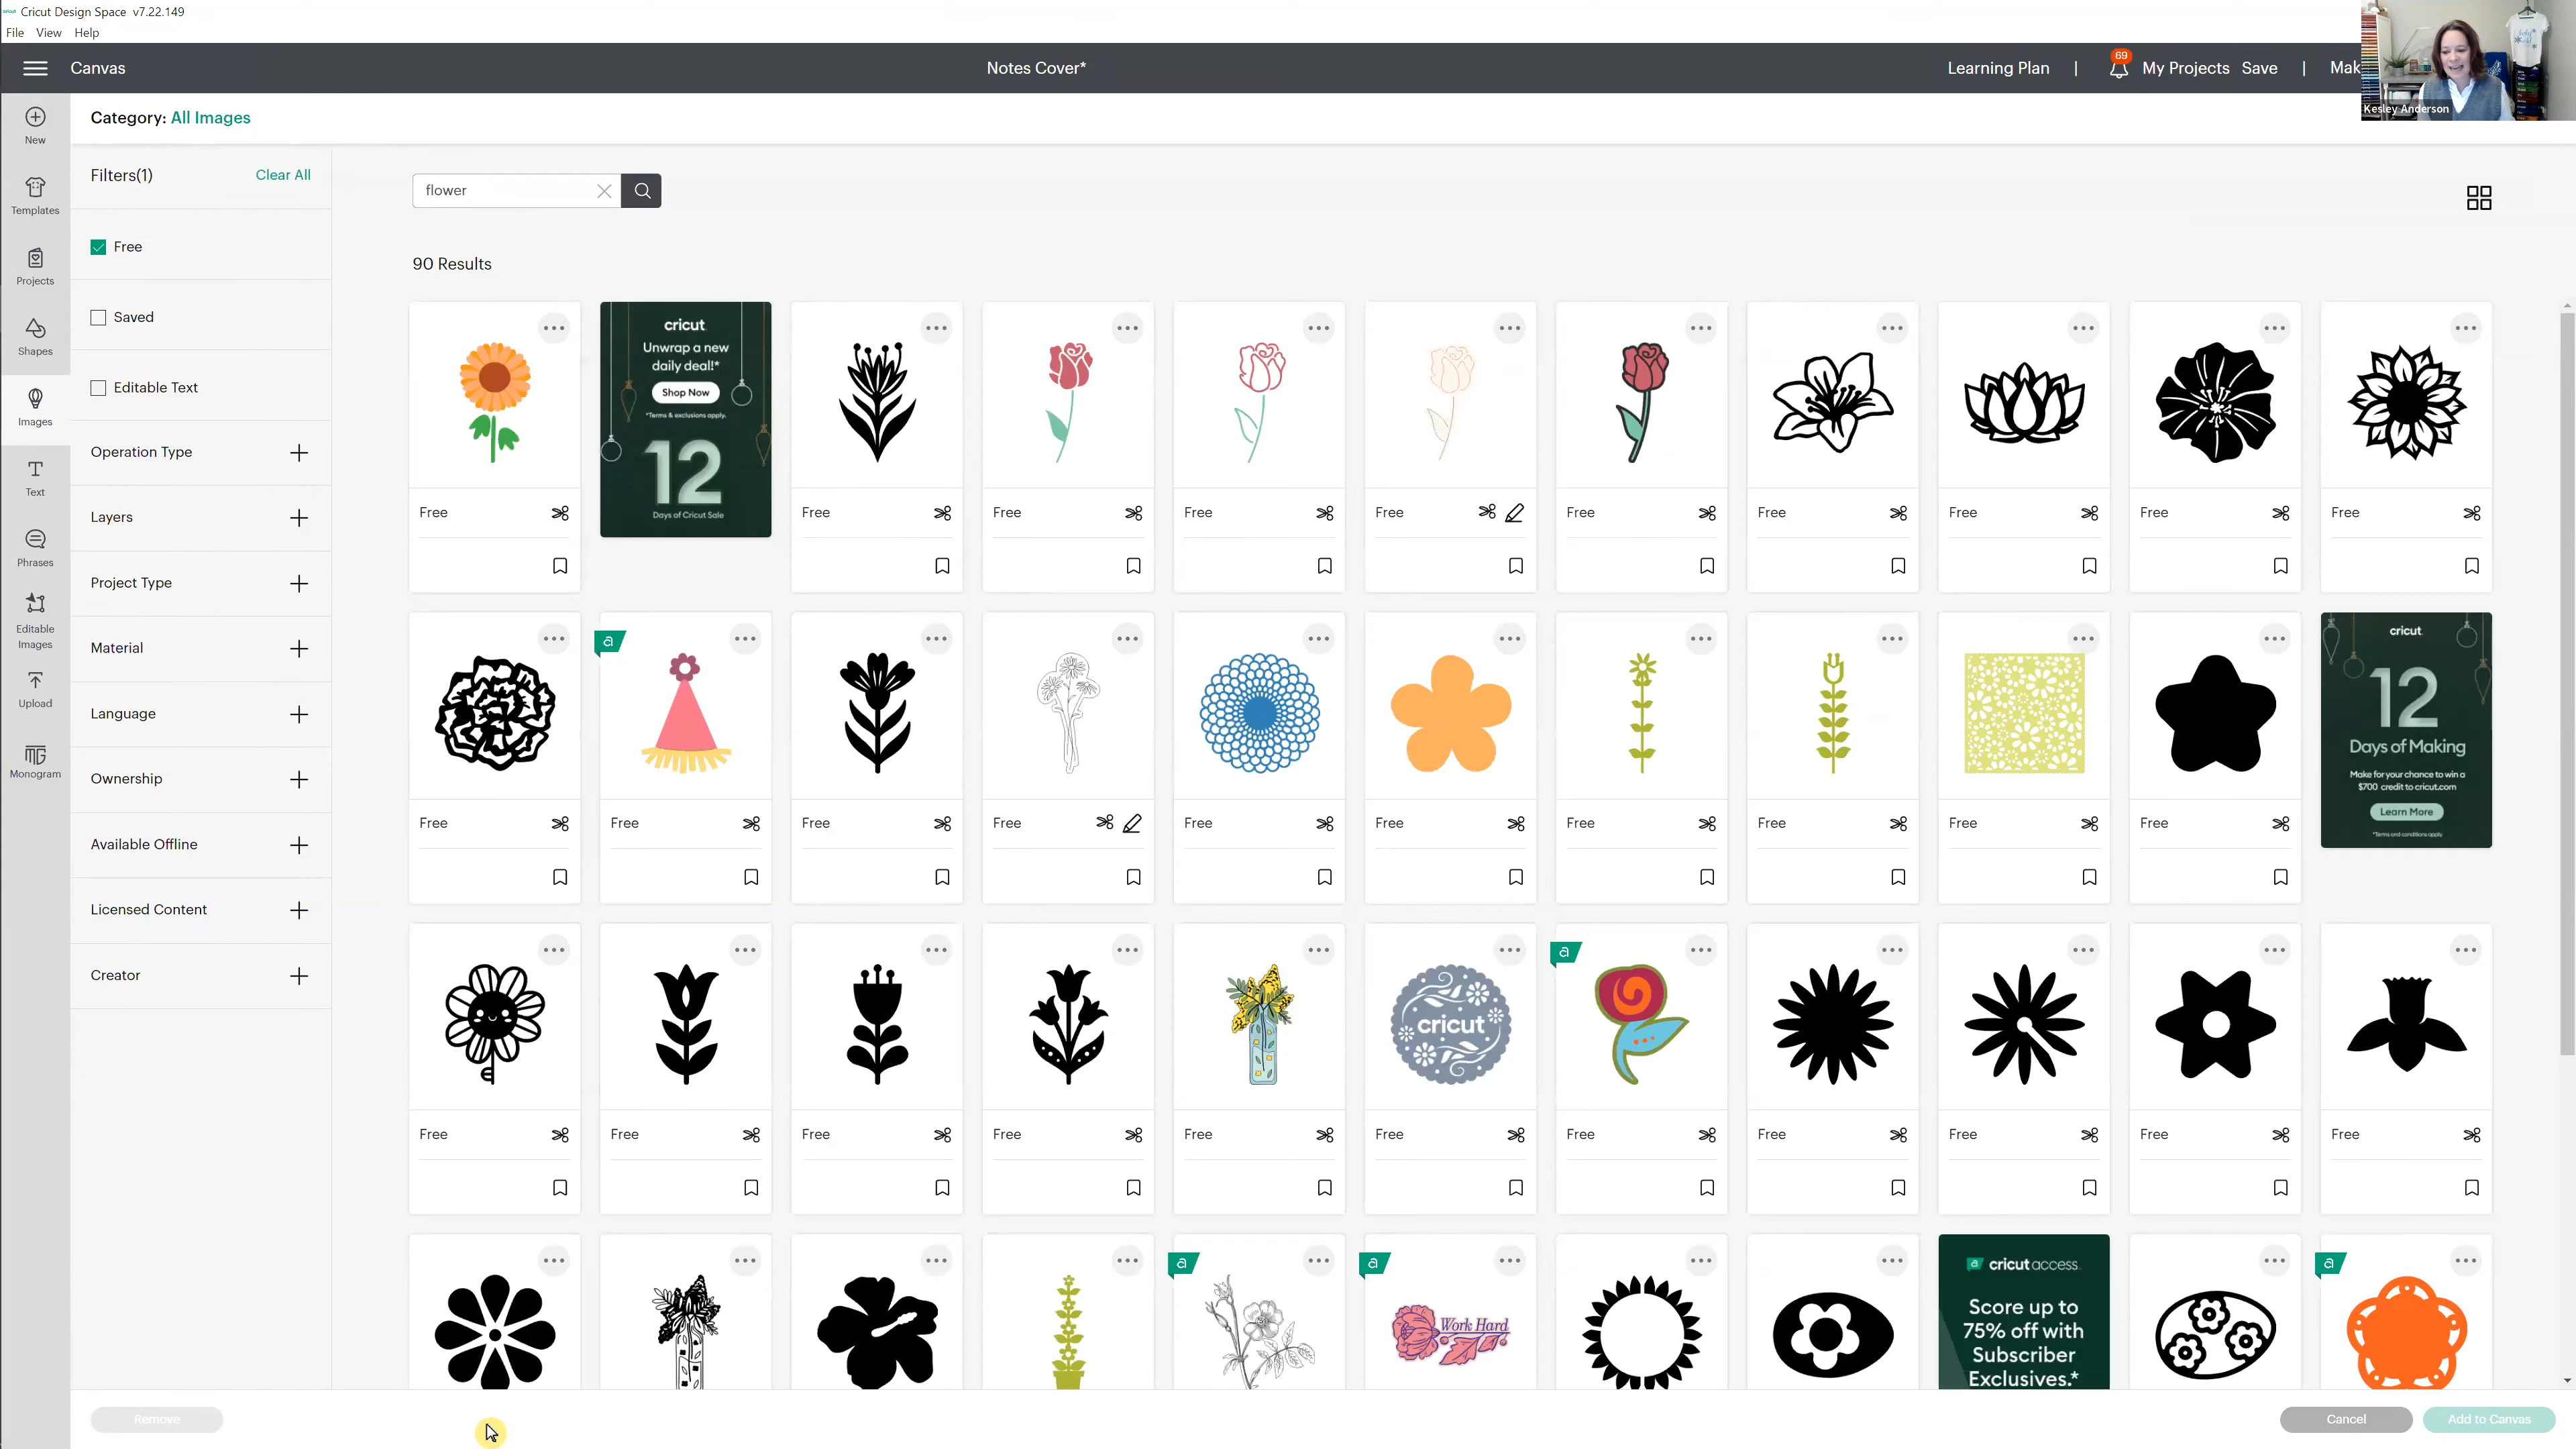 Cricut Design Space v7.22.149
File View Help
Canvas
Notes Cover*
Learning Plan | 69 My Projects Save | Mak
Kesley Anderson
New
Templates
Projects
Shapes
Images
Text
Phrases
Editable
Images
Upload
Monogram
Category: All Images
Filters(1) Clear All
Free
Saved
Editable Text
Operation Type
Layers
Project Type
Material
Language
Ownership
Available Offline
Licensed Content
Creator
flower
90 Results
cricut
Unwrap a new
daily deal!*
Shop Now
*Terms & exclusions apply.
12
Days of Cricut Sale
Free Free Free Free Free Free Free Free Free Free
a
cricut
12
Days of Making
Make for your chance to win a
$700 credit to cricut.com
Learn More
*Terms and conditions apply
Free Free Free Free Free Free Free Free Free Free
cricut
a
Free Free Free Free Free Free Free Free Free Free Free
a
a
Work Hard
a cricut access
Score up to
75% off with
Subscriber
Exclusives.*
a
Remove
Cancel Add to Canvas